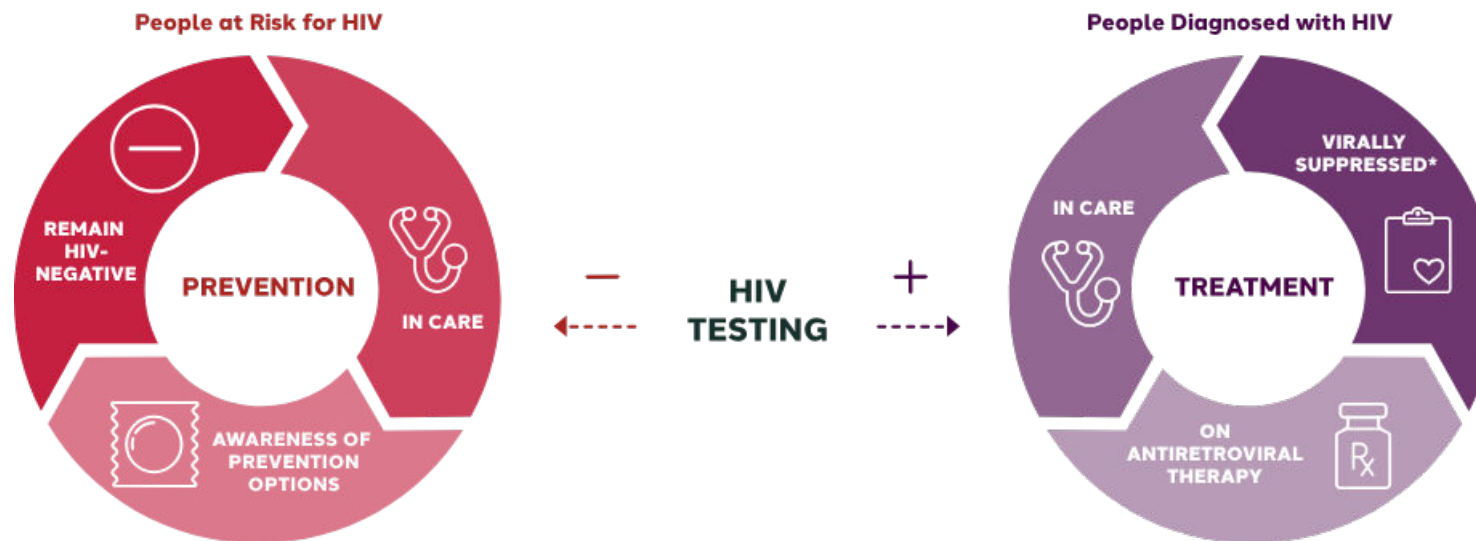 People at Risk for HIV
REMAIN
HIV-
NEGATIVE
PREVENTION
IN CARE
AWARENESS OF
PREVENTION
OPTIONS
−
HIV
TESTING
+
People Diagnosed with HIV
IN CARE
TREATMENT
VIRALLY
SUPPRESSED*
ON
ANTIRETROVIRAL
THERAPY
Rx